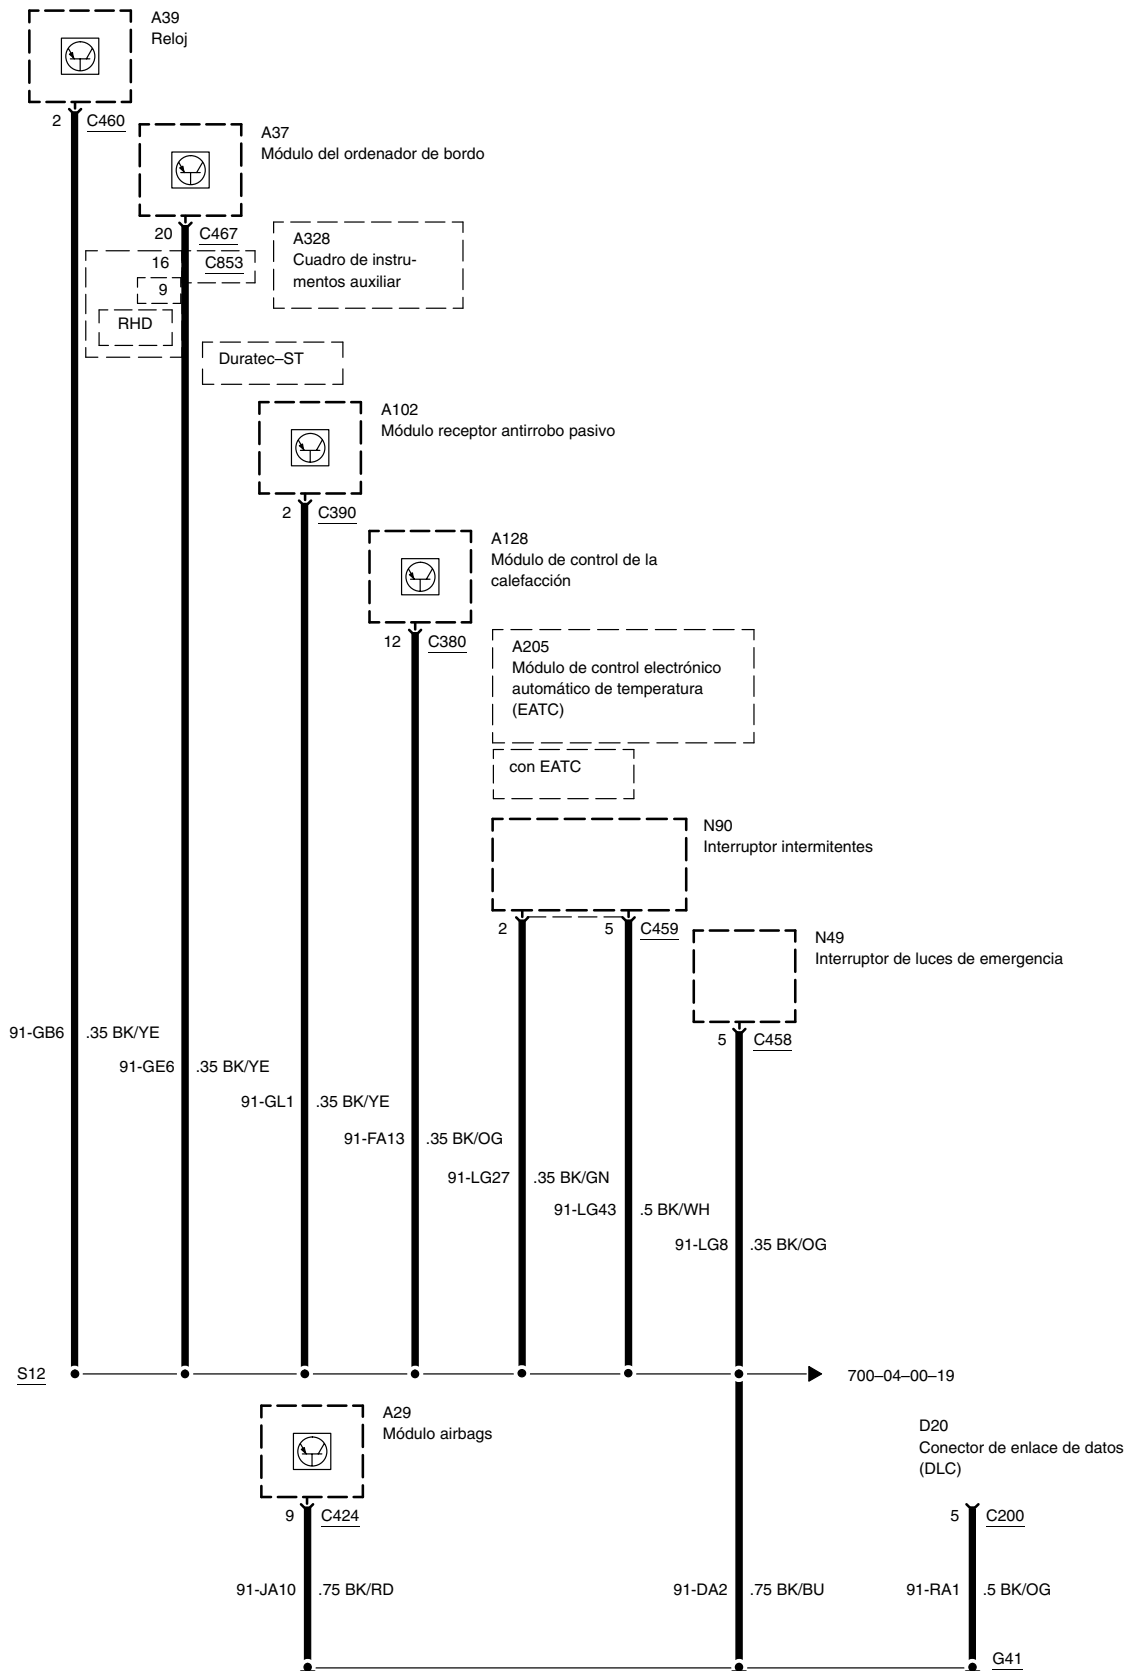 A39
Reloj
2 C460
A37
Módulo del ordenador de bordo
20 C467
16 C853
9
RHD
A328
Cuadro de instru-
mentos auxiliar
Duratec–ST
A102
Módulo receptor antirrobo pasivo
2 C390
A128
Módulo de control de la
calefacción
12 C380
A205
Módulo de control electrónico
automático de temperatura
(EATC)
con EATC
N90
Interruptor intermitentes
2 5 C459
N49
Interruptor de luces de emergencia
5 C458
91-GB6 .35 BK/YE
91-GE6 .35 BK/YE
91-GL1 .35 BK/YE
91-FA13 .35 BK/OG
91-LG27 .35 BK/GN
91-LG43 .5 BK/WH
91-LG8 .35 BK/OG
S12 700–04–00–19
A29
Módulo airbags
9 C424
D20
Conector de enlace de datos
(DLC)
5 C200
91-JA10 .75 BK/RD
91-DA2 .75 BK/BU
91-RA1 .5 BK/OG
G41